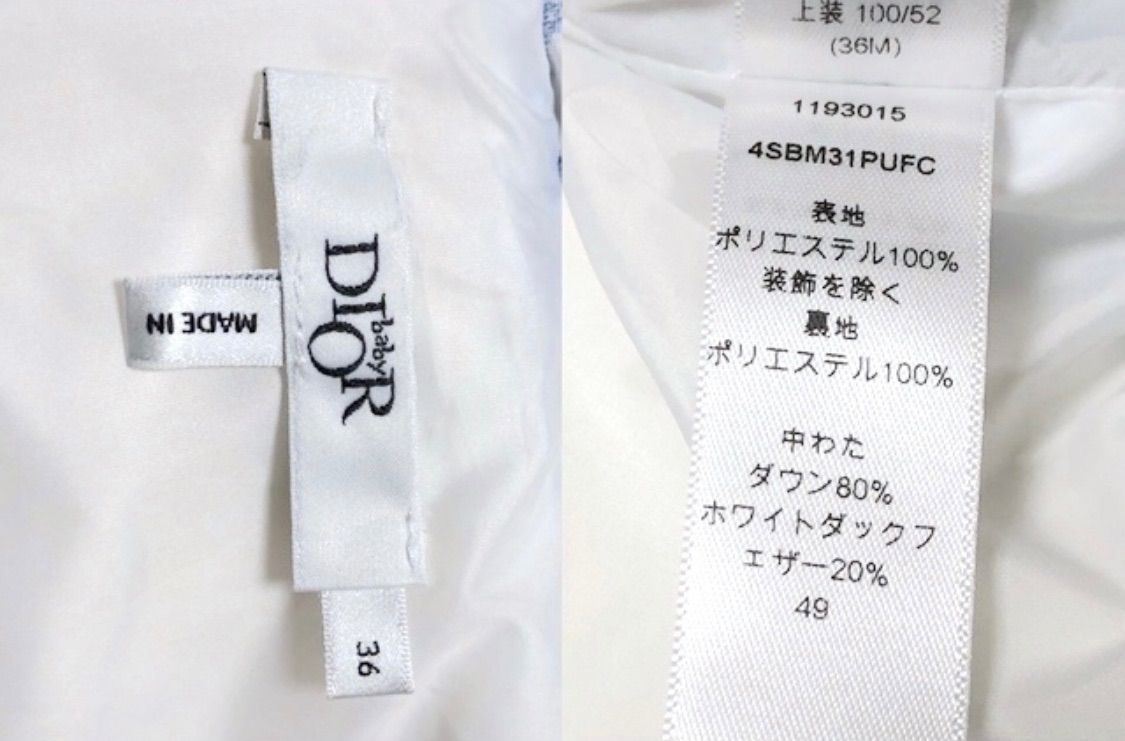 MADE IN
DIOR
baby
36
上装 100/52
(36M)
1193015
4SBM31PUFC
表地
ポリエステル100%
装飾を除く
裏地
ポリエステル100%
中わた
ダウン80%
ホワイトダックフ
ェザー20%
49